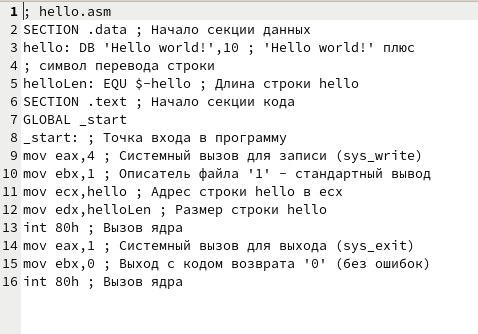 1 ; hello.asm
2 SECTION .data ; Начало секции данных
3 hello: DB 'Hello world!',10 ; 'Hello world!' плюс
4 ; символ перевода строки
5 helloLen: EQU $-hello ; Длина строки hello
6 SECTION .text ; Начало секции кода
7 GLOBAL _start
8 _start: ; Точка входа в программу
9 mov eax,4 ; Системный вызов для записи (sys_write)
10 mov ebx,1 ; Описатель файла '1' - стандартный вывод
11 mov ecx,hello ; Адрес строки hello в ecx
12 mov edx,helloLen ; Размер строки hello
13 int 80h ; Вызов ядра
14 mov eax,1 ; Системный вызов для выхода (sys_exit)
15 mov ebx,0 ; Выход с кодом возврата '0' (без ошибок)
16 int 80h ; Вызов ядра